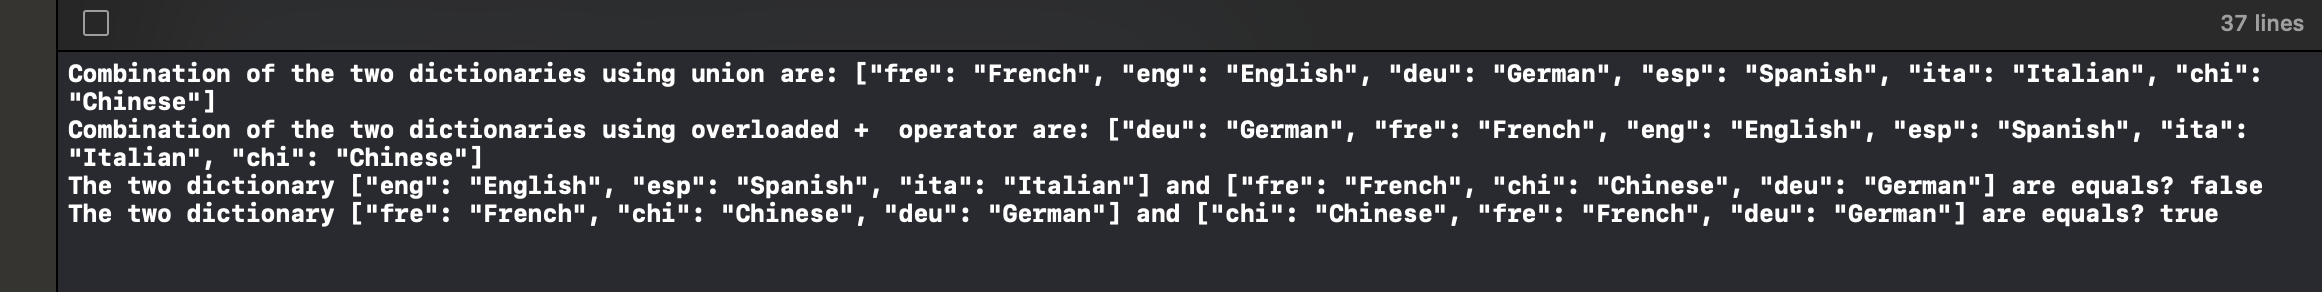 37 lines
Combination of the two dictionaries using union are: ["fre": "French", "eng": "English", "deu": "German", "esp": "Spanish", "ita": "Italian", "chi":
"Chinese"]
Combination of the two dictionaries using overloaded +  operator are: ["deu": "German", "fre": "French", "eng": "English", "esp": "Spanish", "ita":
"Italian", "chi": "Chinese"]
The two dictionary ["eng": "English", "esp": "Spanish", "ita": "Italian"] and ["fre": "French", "chi": "Chinese", "deu": "German"] are equals? false
The two dictionary ["fre": "French", "chi": "Chinese", "deu": "German"] and ["chi": "Chinese", "fre": "French", "deu": "German"] are equals? true